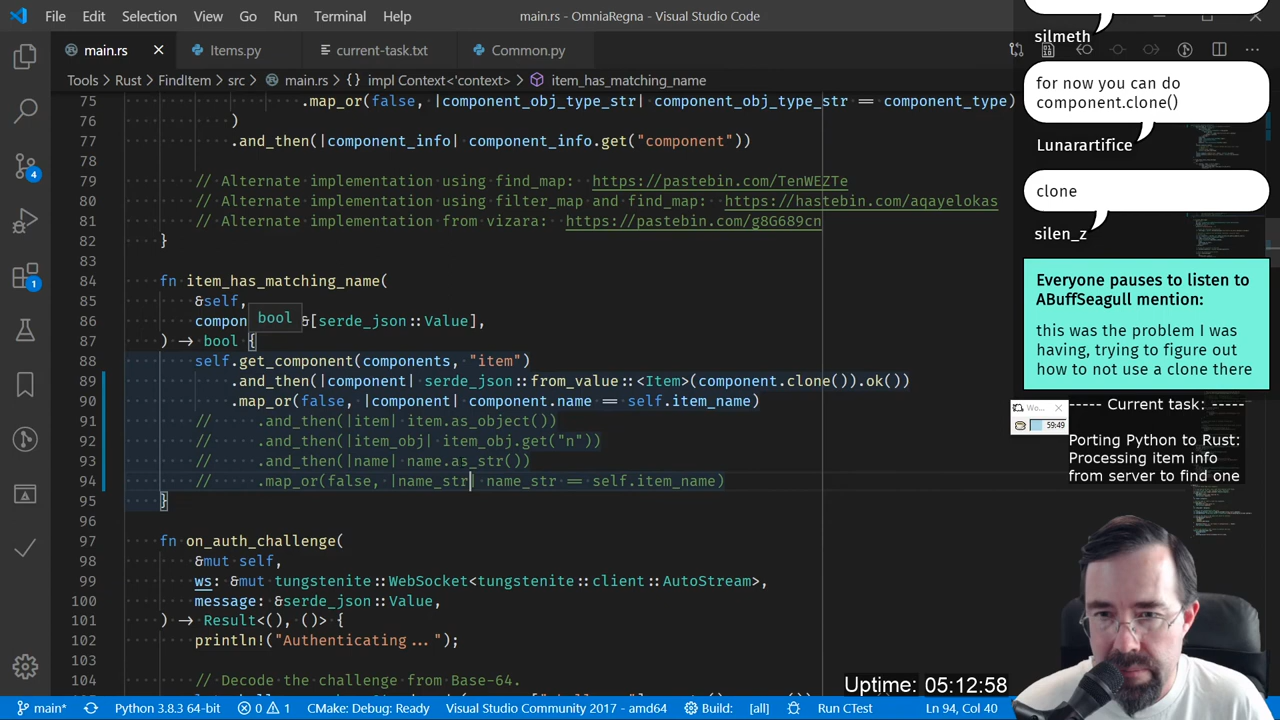 File Edit Selection View Go Run Terminal Help
main.rs - OmniaRegna - Visual Studio Code
main.rs Items.py current-task.txt Common.py
Tools > Rust > FindItem > src > main.rs > {} impl Context<'context> > item_has_matching_name
75 .map_or(false, |component_obj_type_str| component_obj_type_str == component_type)
76 )
77 .and_then(|component_info| component_info.get("component"))
78
79 // Alternate implementation using find_map: https://pastebin.com/TenWEZTe
80 // Alternate implementation using filter_map and find_map: https://hastebin.com/aqayelokas
81 // Alternate implementation from vizara: https://pastebin.com/g8G689cn
82 }
83
84 fn item_has_matching_name(
85 &self,
86 compon &[serde_json::Value],
bool
87 ) -> bool {
88 self.get_component(components, "item")
89 .and_then(|component| serde_json::from_value::<Item>(component.clone()).ok())
90 .map_or(false, |component| component.name == self.item_name)
91 // .and_then(|item| item.as_object())
92 // .and_then(|item_obj| item_obj.get("n"))
93 // .and_then(|name| name.as_str())
94 // .map_or(false, |name_str| name_str == self.item_name)
95 }
96
97 fn on_auth_challenge(
98 &mut self,
99 ws: &mut tungstenite::WebSocket<tungstenite::client::AutoStream>,
100 message: &serde_json::Value,
101 ) -> Result<(), ()> {
102 println!("Authenticating...");
103
104 // Decode the challenge from Base-64.
silmeth
for now you can do
component.clone()
Lunarartifice
clone
silen_z
Everyone pauses to listen to
ABuffSeagull mention:
this was the problem I was
having, trying to figure out
how to not use a clone there
Wo...
59:49
----- Current task: -----
Porting Python to Rust:
Processing item info
from server to find one
4
1
Uptime: 05:12:58
main* Python 3.8.3 64-bit 0 1 CMake: Debug: Ready Visual Studio Community 2017 - amd64 Build: [all] Run CTest Ln 94, Col 40